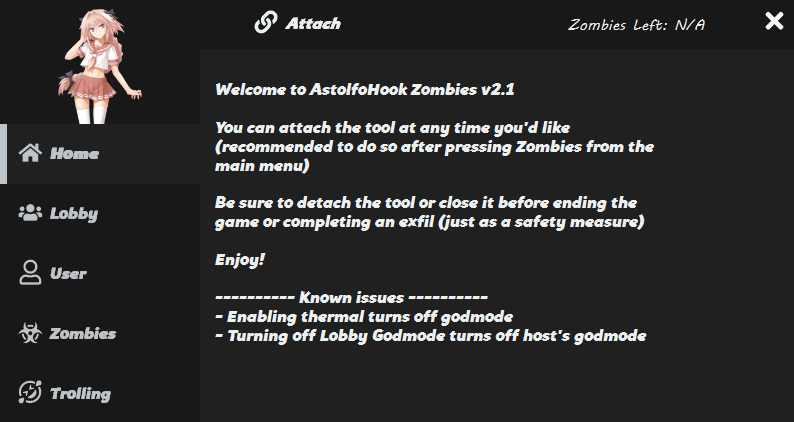 Attach
Zombies Left: N/A
Home
Lobby
User
Zombies
Trolling
Welcome to AstolfoHook Zombies v2.1
You can attach the tool at any time you'd like
(recommended to do so after pressing Zombies from the
main menu)
Be sure to detach the tool or close it before ending the
game or completing an exfil (just as a safety measure)
Enjoy!
---------- Known issues ----------
- Enabling thermal turns off godmode
- Turning off Lobby Godmode turns off host's godmode